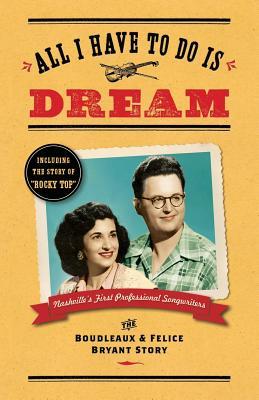 ALL I HAVE TO DO IS
DREAM
INCLUDING
THE STORY OF
"ROCKY TOP"
Nashville's First Professional Songwriters
THE
BOUDLEAUX & FELICE
BRYANT STORY